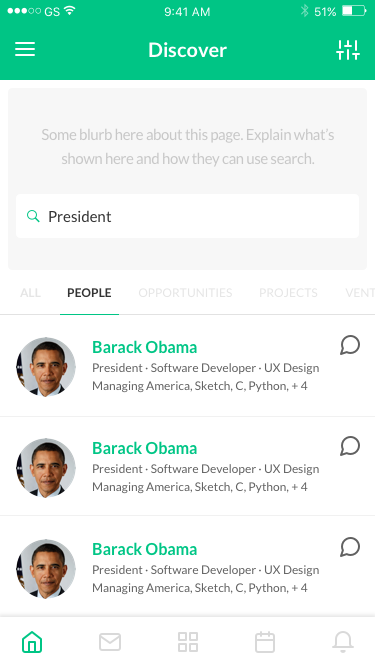 GS 9:41 AM 51%
Discover
Some blurb here about this page. Explain what's
shown here and how they can use search.
President
ALL PEOPLE OPPORTUNITIES PROJECTS VENT
Barack Obama
President · Software Developer · UX Design
Managing America, Sketch, C, Python, + 4
Barack Obama
President · Software Developer · UX Design
Managing America, Sketch, C, Python, + 4
Barack Obama
President · Software Developer · UX Design
Managing America, Sketch, C, Python, + 4